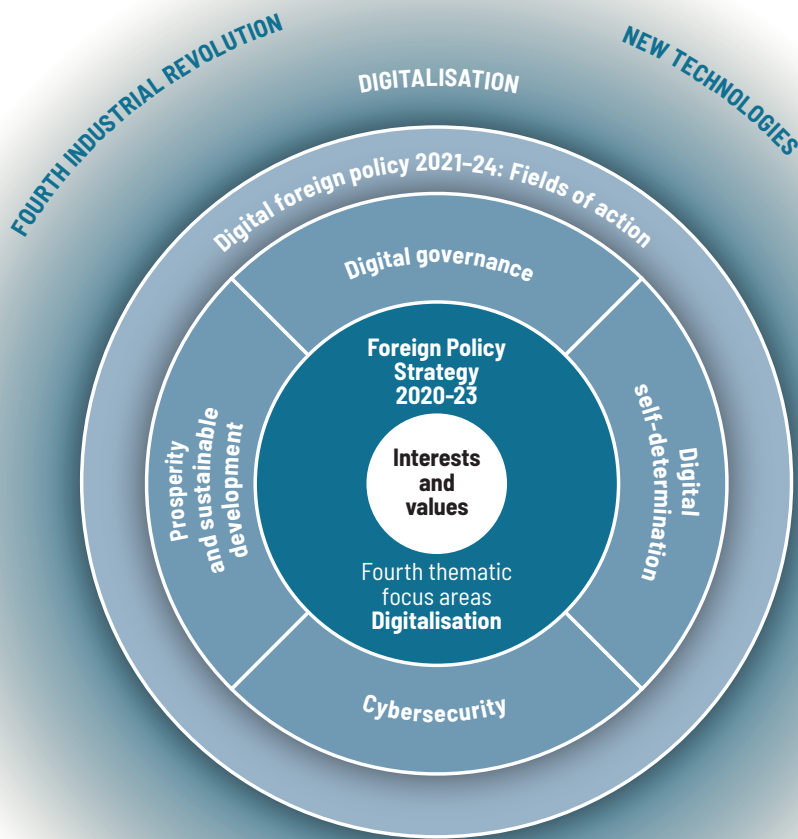 FOURTH INDUSTRIAL REVOLUTION
DIGITALISATION
NEW TECHNOLOGIES
Digital foreign policy 2021–24: Fields of action
Digital governance
Foreign Policy
Strategy
2020-23
Interests
and
values
Fourth thematic
focus areas
Digitalisation
Prosperity
and sustainable
development
Digital
self-determination
Cybersecurity